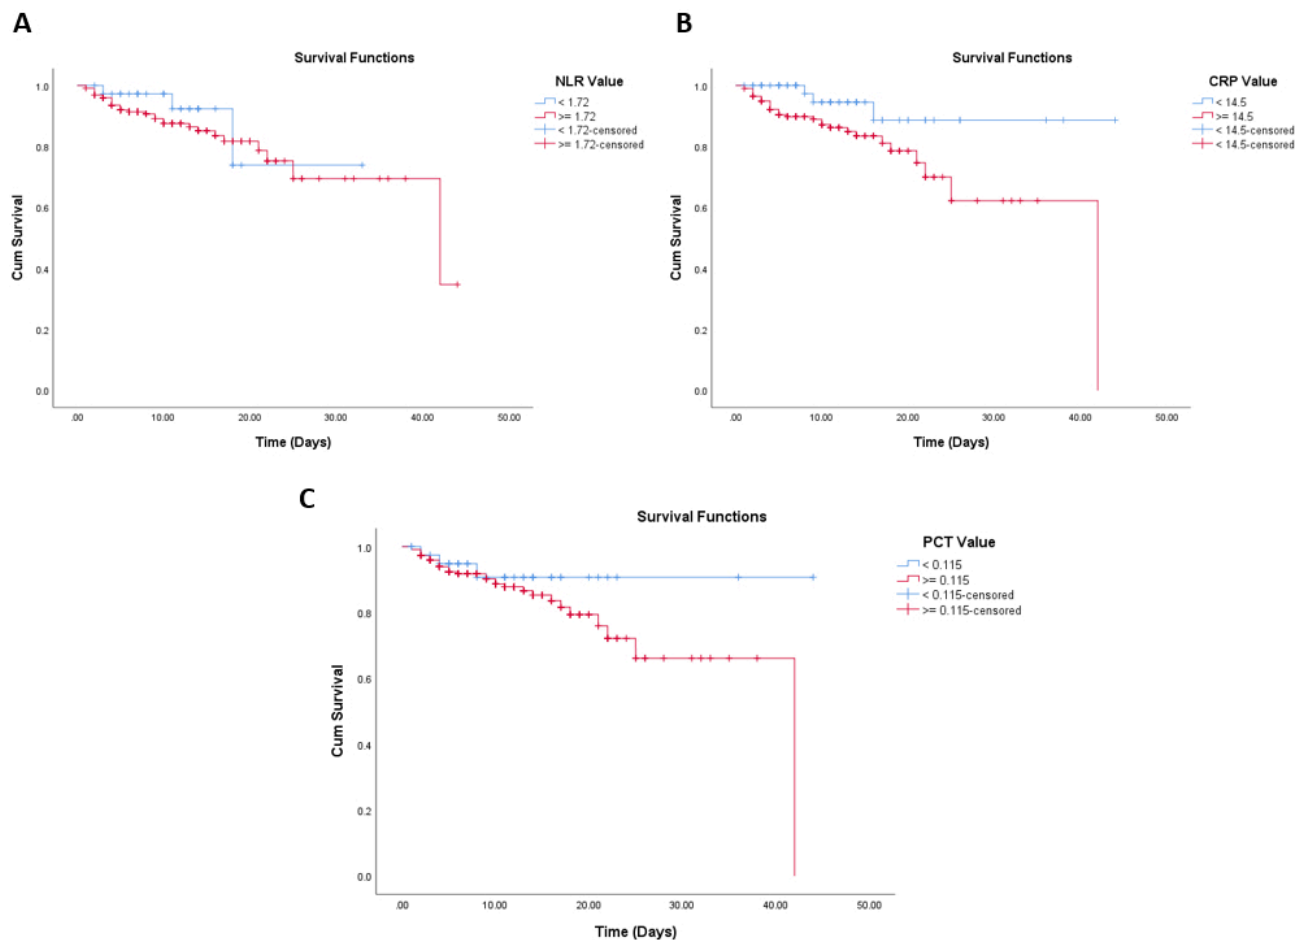 A
Survival Functions
NLR Value
< 1.72
>= 1.72
< 1.72-censored
>= 1.72-censored
1.0
0.8
0.6
0.4
0.2
0.0
Cum Survival
.00 10.00 20.00 30.00 40.00 50.00
Time (Days)
B
Survival Functions
CRP Value
< 14.5
>= 14.5
< 14.5-censored
< 14.5-censored
1.0
0.8
0.6
0.4
0.2
0.0
Cum Survival
.00 10.00 20.00 30.00 40.00 50.00
Time (Days)
C
Survival Functions
PCT Value
< 0.115
>= 0.115
< 0.115-censored
>= 0.115-censored
1.0
0.8
0.6
0.4
0.2
0.0
Cum Survival
.00 10.00 20.00 30.00 40.00 50.00
Time (Days)